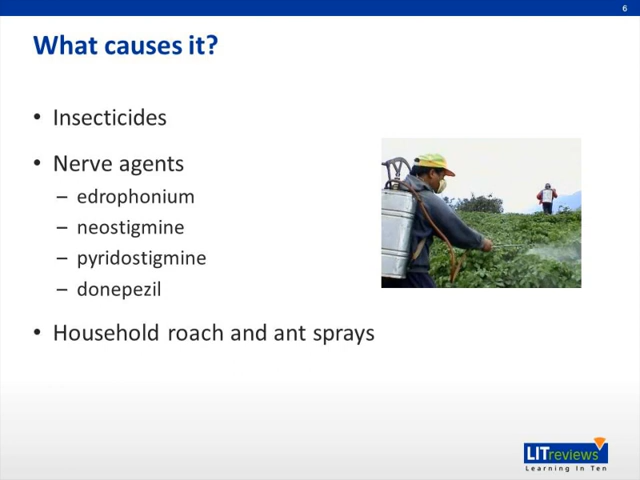 6
What causes it?
• Insecticides
• Nerve agents
– edrophonium
– neostigmine
– pyridostigmine
– donepezil
• Household roach and ant sprays
LITreviews
Learning In Ten